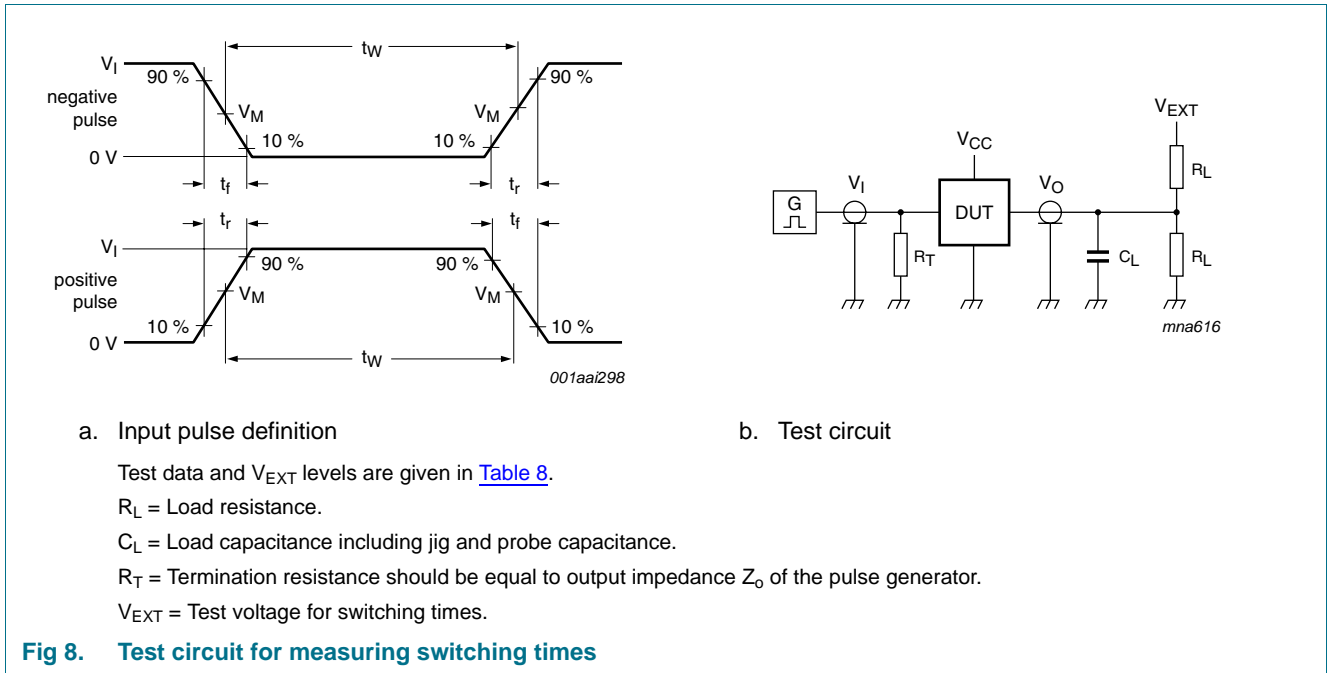 tW
VI
90 %
90 %
negative
pulse
VM
VM
10 %
10 %
0 V
tf
tr
tr
tf
VI
90 %
90 %
positive
pulse
VM
VM
10 %
10 %
0 V
tW
001aai298
VEXT
VCC
RL
VI
VO
G
DUT
RT
CL
RL
mna616
a. Input pulse definition
b. Test circuit
Test data and VEXT levels are given in Table 8.
RL = Load resistance.
CL = Load capacitance including jig and probe capacitance.
RT = Termination resistance should be equal to output impedance Zo of the pulse generator.
VEXT = Test voltage for switching times.
Fig 8. Test circuit for measuring switching times